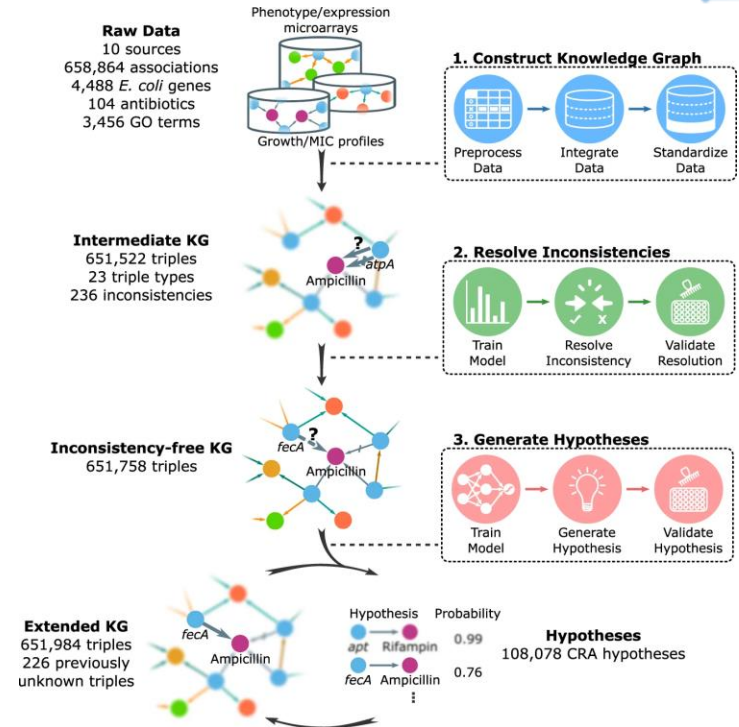 Raw Data
10 sources
658,864 associations
4,488 E. coli genes
104 antibiotics
3,456 GO terms
Phenotype/expression
microarrays
Growth/MIC profiles
1. Construct Knowledge Graph
Preprocess
Data
Integrate
Data
Standardize
Data
Intermediate KG
651,522 triples
23 triple types
236 inconsistencies
?
atpA
Ampicillin
2. Resolve Inconsistencies
Train
Model
Resolve
Inconsistency
Validate
Resolution
Inconsistency-free KG
651,758 triples
fecA
?
Ampicillin
3. Generate Hypotheses
Train
Model
Generate
Hypothesis
Validate
Hypothesis
Extended KG
651,984 triples
226 previously
unknown triples
fecA
Ampicillin
Hypothesis Probability
apt Rifampin 0.99
fecA Ampicillin 0.76
⋮
Hypotheses
108,078 CRA hypotheses